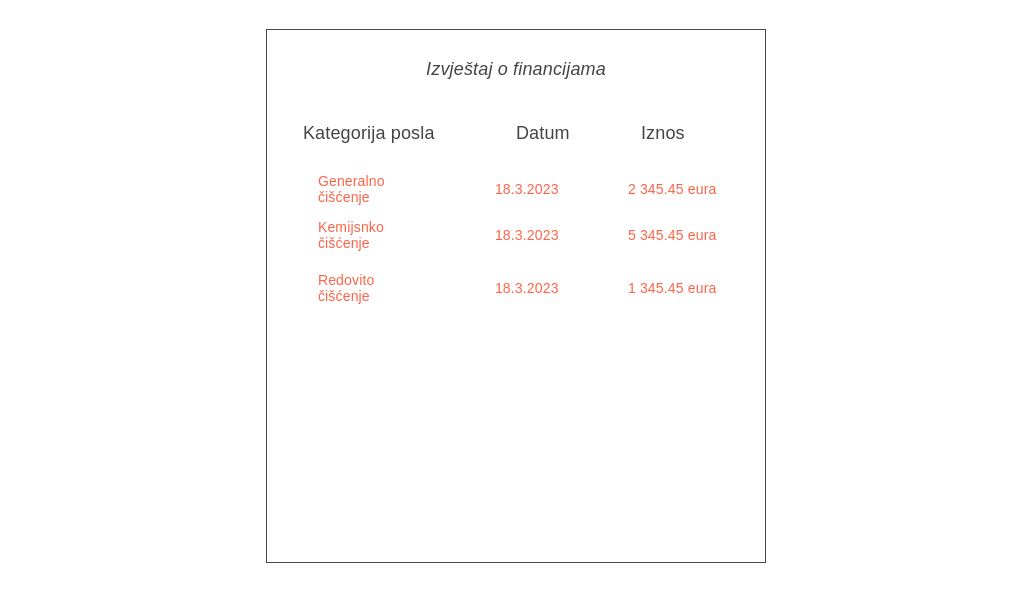 Izvještaj o financijama
Kategorija posla Datum Iznos
Generalno
čišćenje 18.3.2023 2 345.45 eura
Kemijsnko
čišćenje 18.3.2023 5 345.45 eura
Redovito
čišćenje 18.3.2023 1 345.45 eura